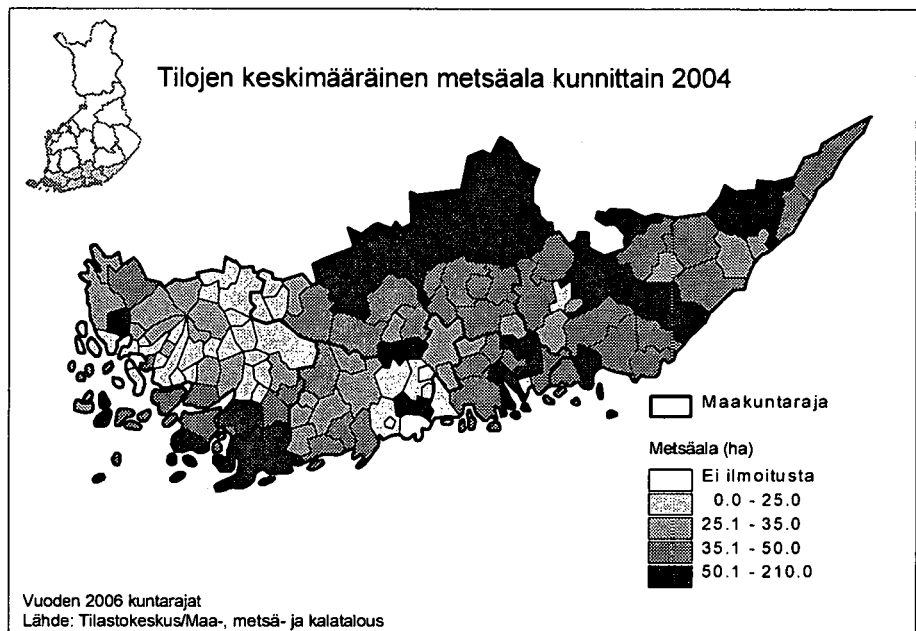 Tilojen keskimääräinen metsäala kunnittain 2004
Maakuntaraja
Metsäala (ha)
Ei ilmoitusta
0.0 - 25.0
25.1 - 35.0
35.1 - 50.0
50.1 - 210.0
Vuoden 2006 kuntarajat
Lähde: Tilastokeskus/Maa-, metsä- ja kalatalous